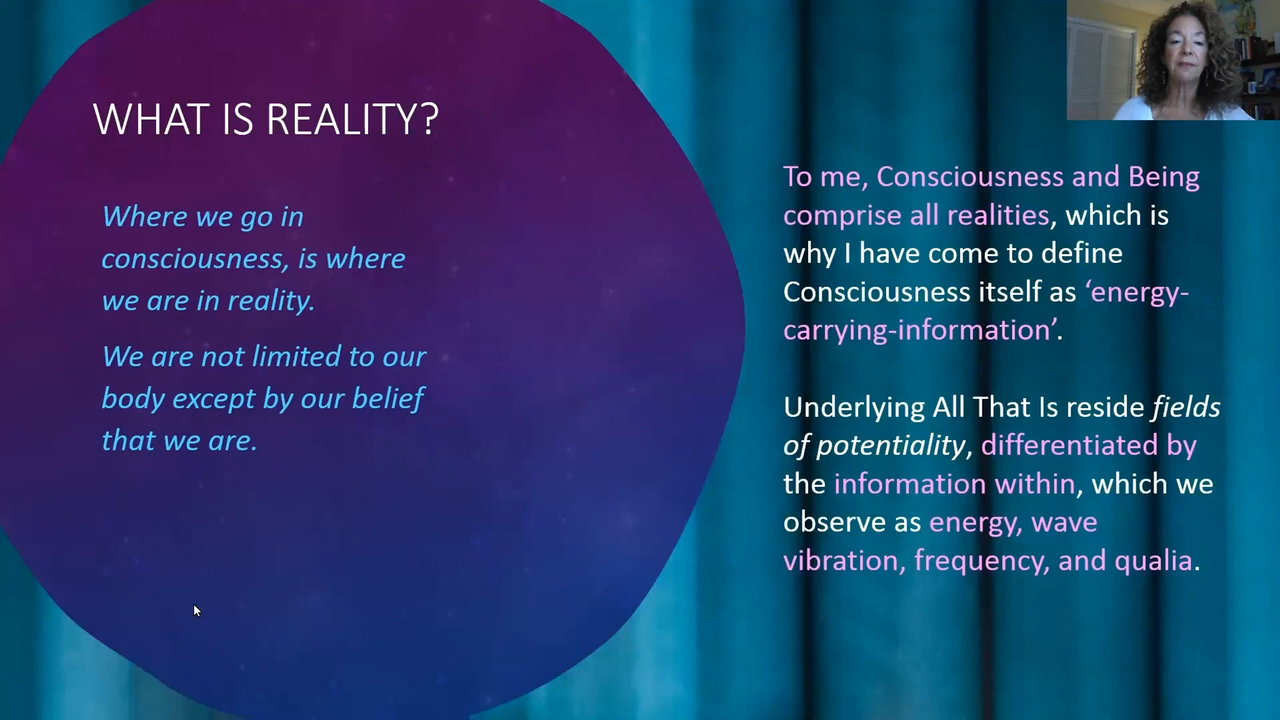 WHAT IS REALITY?
Where we go in
consciousness, is where
we are in reality.
We are not limited to our
body except by our belief
that we are.
To me, Consciousness and Being
comprise all realities, which is
why I have come to define
Consciousness itself as ‘energy-
carrying-information’.
Underlying All That Is reside fields
of potentiality, differentiated by
the information within, which we
observe as energy, wave
vibration, frequency, and qualia.